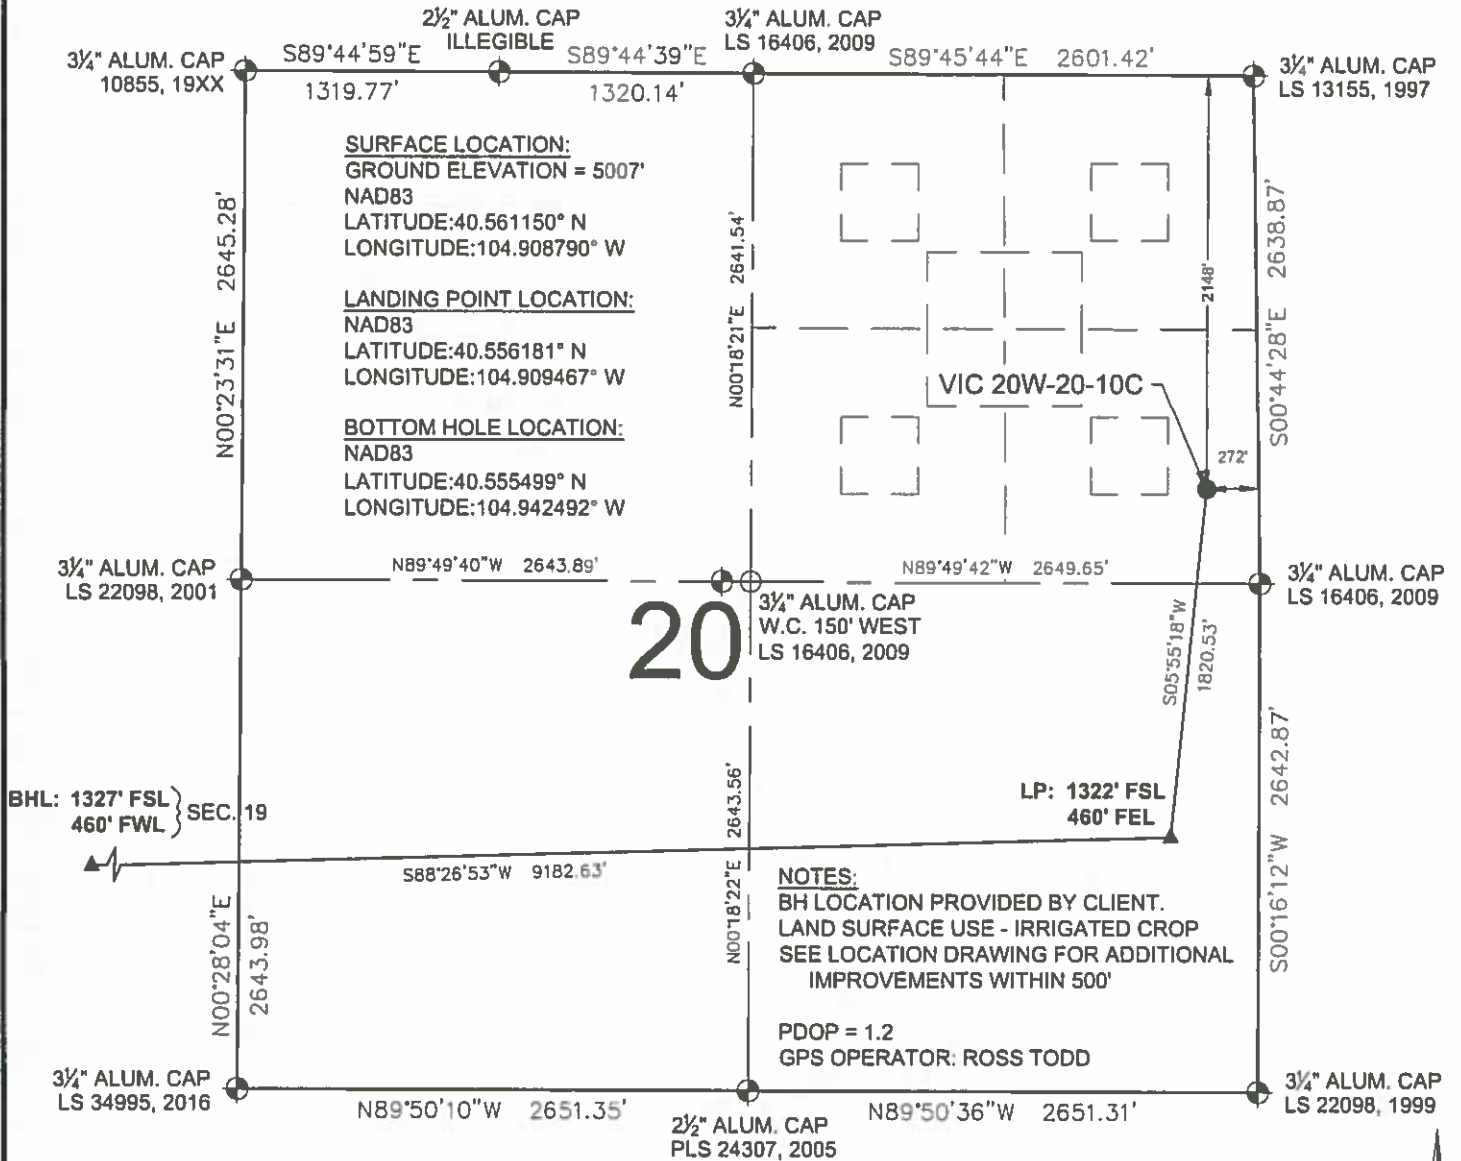 2½" ALUM. CAP
ILLEGIBLE
3¼" ALUM. CAP
LS 16406, 2009
3¼" ALUM. CAP
10855, 19XX
S89°44'59"E
1319.77'
S89°44'39"E
1320.14'
S89°45'44"E 2601.42'
3¼" ALUM. CAP
LS 13155, 1997
SURFACE LOCATION:
GROUND ELEVATION = 5007'
NAD83
LATITUDE:40.561150° N
LONGITUDE:104.908790° W
LANDING POINT LOCATION:
NAD83
LATITUDE:40.556181° N
LONGITUDE:104.909467° W
BOTTOM HOLE LOCATION:
NAD83
LATITUDE:40.555499° N
LONGITUDE:104.942492° W
N00°23'31"E 2645.28'
N00°18'21"E 2641.54'
2148'
S00°44'28"E 2638.87'
VIC 20W-20-10C
272'
3¼" ALUM. CAP
LS 22098, 2001
N89°49'40"W 2643.89'
N89°49'42"W 2649.65'
3¼" ALUM. CAP
LS 16406, 2009
20
3¼" ALUM. CAP
W.C. 150' WEST
LS 16406, 2009
S05°55'18"W
1820.53'
BHL: 1327' FSL
460' FWL
SEC. 19
LP: 1322' FSL
460' FEL
S88°26'53"W 9182.63'
N00°18'22"E 2643.56'
S00°16'12"W 2642.87'
N00°28'04"E
2643.98'
NOTES:
BH LOCATION PROVIDED BY CLIENT.
LAND SURFACE USE - IRRIGATED CROP
SEE LOCATION DRAWING FOR ADDITIONAL
IMPROVEMENTS WITHIN 500'
PDOP = 1.2
GPS OPERATOR: ROSS TODD
3¼" ALUM. CAP
LS 34995, 2016
N89°50'10"W 2651.35'
2½" ALUM. CAP
PLS 24307, 2005
N89°50'36"W 2651.31'
3¼" ALUM. CAP
LS 22098, 1999